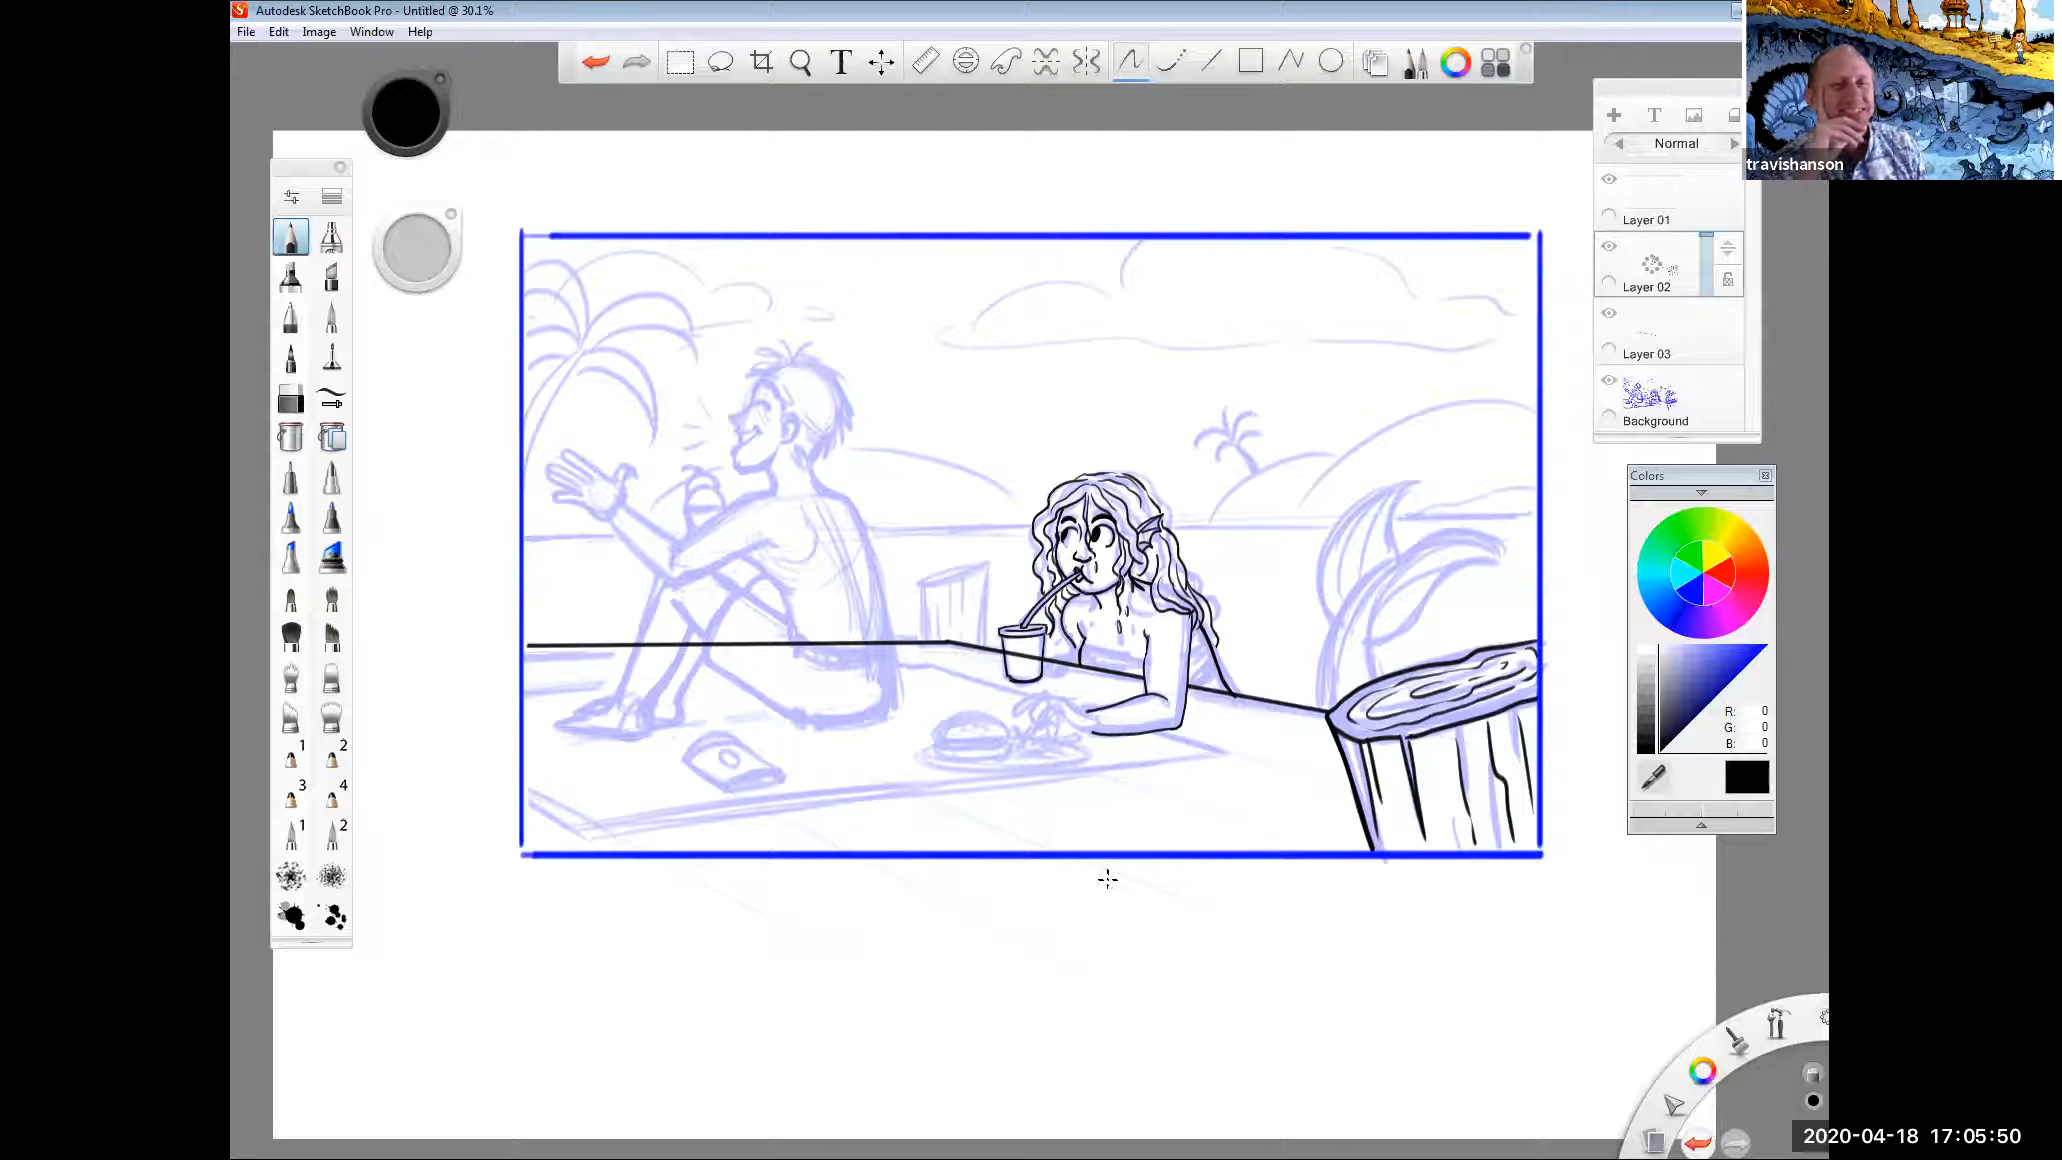 Autodesk SketchBook Pro - Untitled @ 30.1%
File Edit Image Window Help
T
T
Normal
travishanson
Layer 01
Layer 02
Layer 03
Background
Colors
R: 0
G: 0
B: 0
1 2
3 4
1 2
2020-04-18 17:05:50